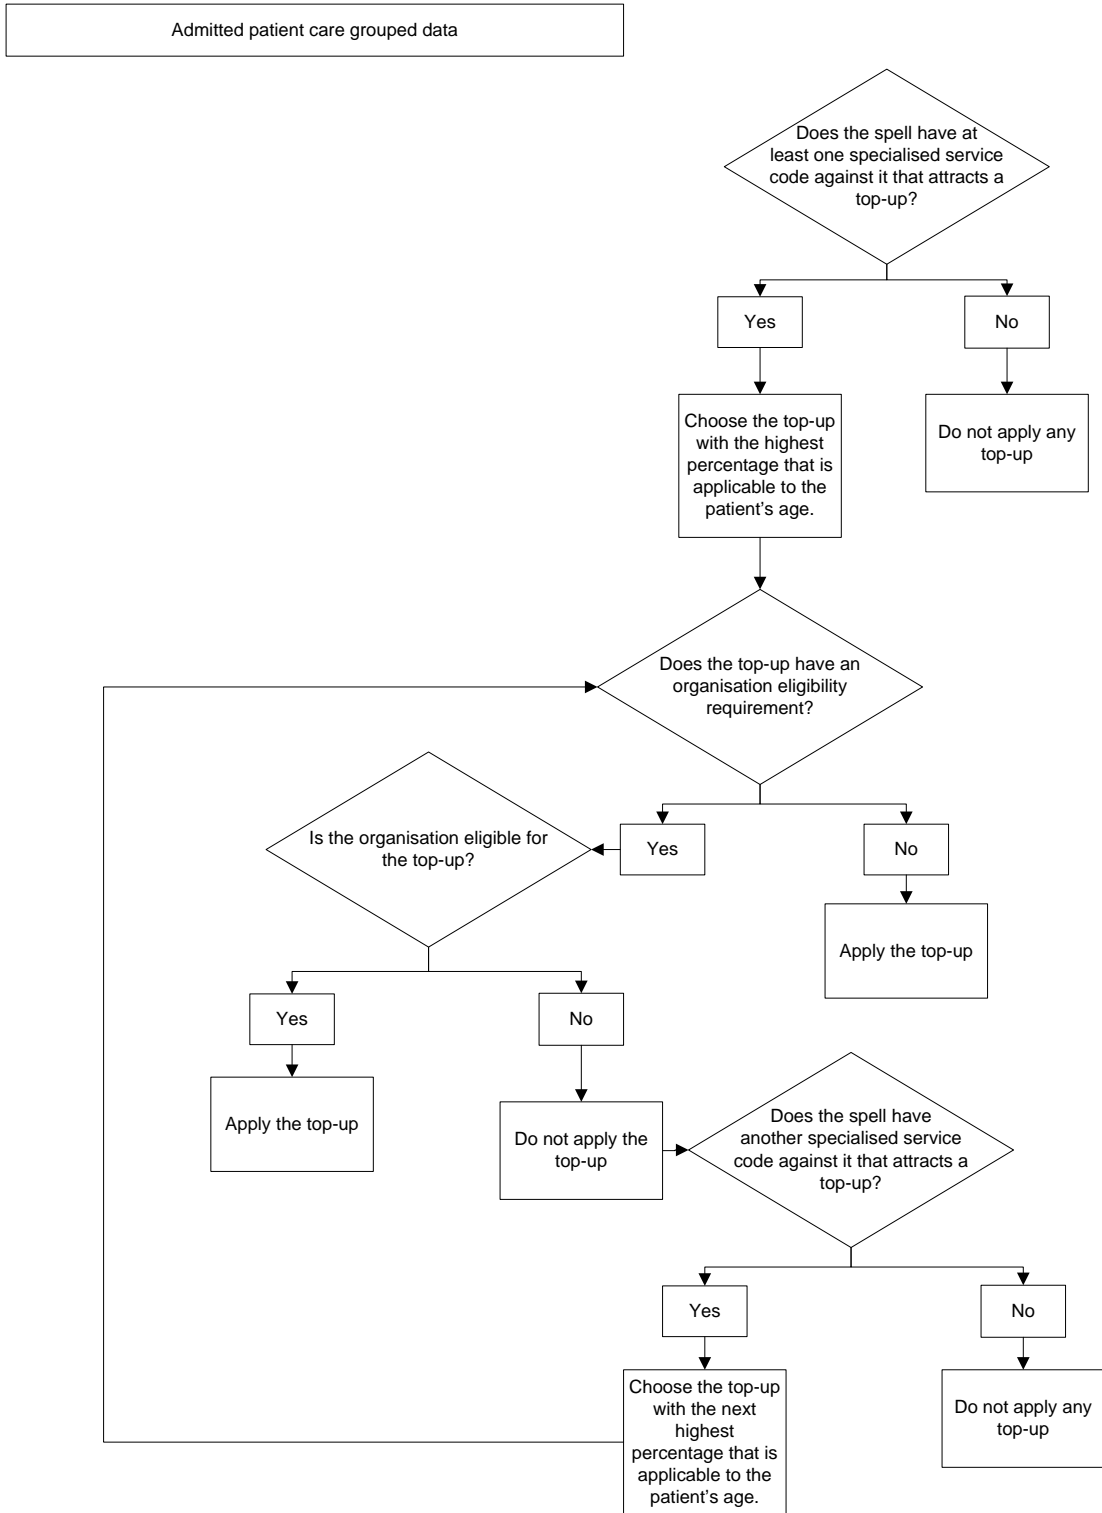 Admitted patient care grouped data
Does the spell have at
least one specialised service
code against it that attracts a
top-up?
Yes
No
Choose the top-up
with the highest
percentage that is
applicable to the
patient's age.
Do not apply any
top-up
Does the top-up have an
organisation eligibility
requirement?
Is the organisation eligible for
the top-up?
Yes
No
Apply the top-up
Yes
No
Apply the top-up
Do not apply the
top-up
Does the spell have
another specialised service
code against it that attracts a
top-up?
Yes
No
Choose the top-up
with the next
highest
percentage that is
applicable to the
patient's age.
Do not apply any
top-up